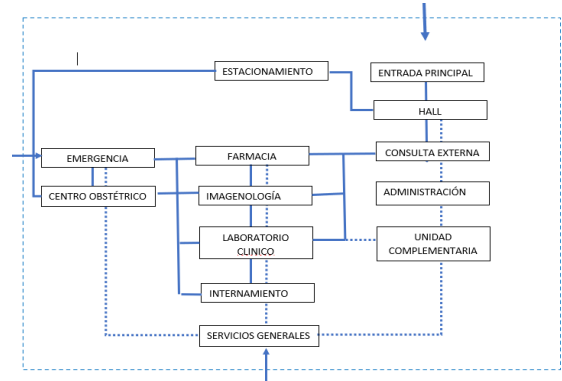 ESTACIONAMIENTO
ENTRADA PRINCIPAL
HALL
EMERGENCIA
FARMACIA
CONSULTA EXTERNA
CENTRO OBSTÉTRICO
IMAGENOLOGÍA
ADMINISTRACIÓN
LABORATORIO
CLINICO
UNIDAD
COMPLEMENTARIA
INTERNAMIENTO
SERVICIOS GENERALES